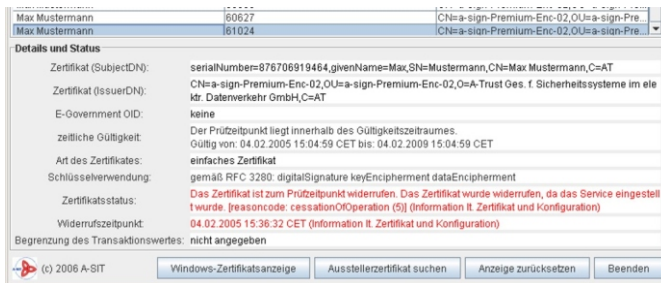 Max Mustermann 60627 CN=a-sign-Premium-Enc-02,OU=a-sign-Pre...
Max Mustermann 61024 CN=a-sign-Premium-Enc-02,OU=a-sign-Pre...
Details und Status
Zertifikat (SubjectDN): serialNumber=876706919464,givenName=Max,SN=Mustermann,CN=Max Mustermann,C=AT
Zertifikat (IssuerDN): CN=a-sign-Premium-Enc-02,OU=a-sign-Premium-Enc-02,O=A-Trust Ges. f. Sicherheitssysteme im ele
ktr. Datenverkehr GmbH,C=AT
E-Government OID: keine
zeitliche Gültigkeit: Der Prüfzeitpunkt liegt innerhalb des Gültigkeitszeitraumes.
Gültig von: 04.02.2005 15:04:59 CET bis: 04.02.2009 15:04:59 CET
Art des Zertifikates: einfaches Zertifikat
Schlüsselverwendung: gemäß RFC 3280: digitalSignature keyEncipherment dataEncipherment
Zertifikatsstatus: Das Zertifikat ist zum Prüfzeitpunkt widerrufen. Das Zertifikat wurde widerrufen, da das Service eingestell
t wurde. [reasoncode: cessationOfOperation (5)] (Information lt. Zertifikat und Konfiguration)
Widerrufszeitpunkt: 04.02.2005 15:36:32 CET (Information lt. Zertifikat und Konfiguration)
Begrenzung des Transaktionswertes: nicht angegeben
(c) 2006 A-SIT Windows-Zertifikatsanzeige Ausstellerzertifikat suchen Anzeige zurücksetzen Beenden